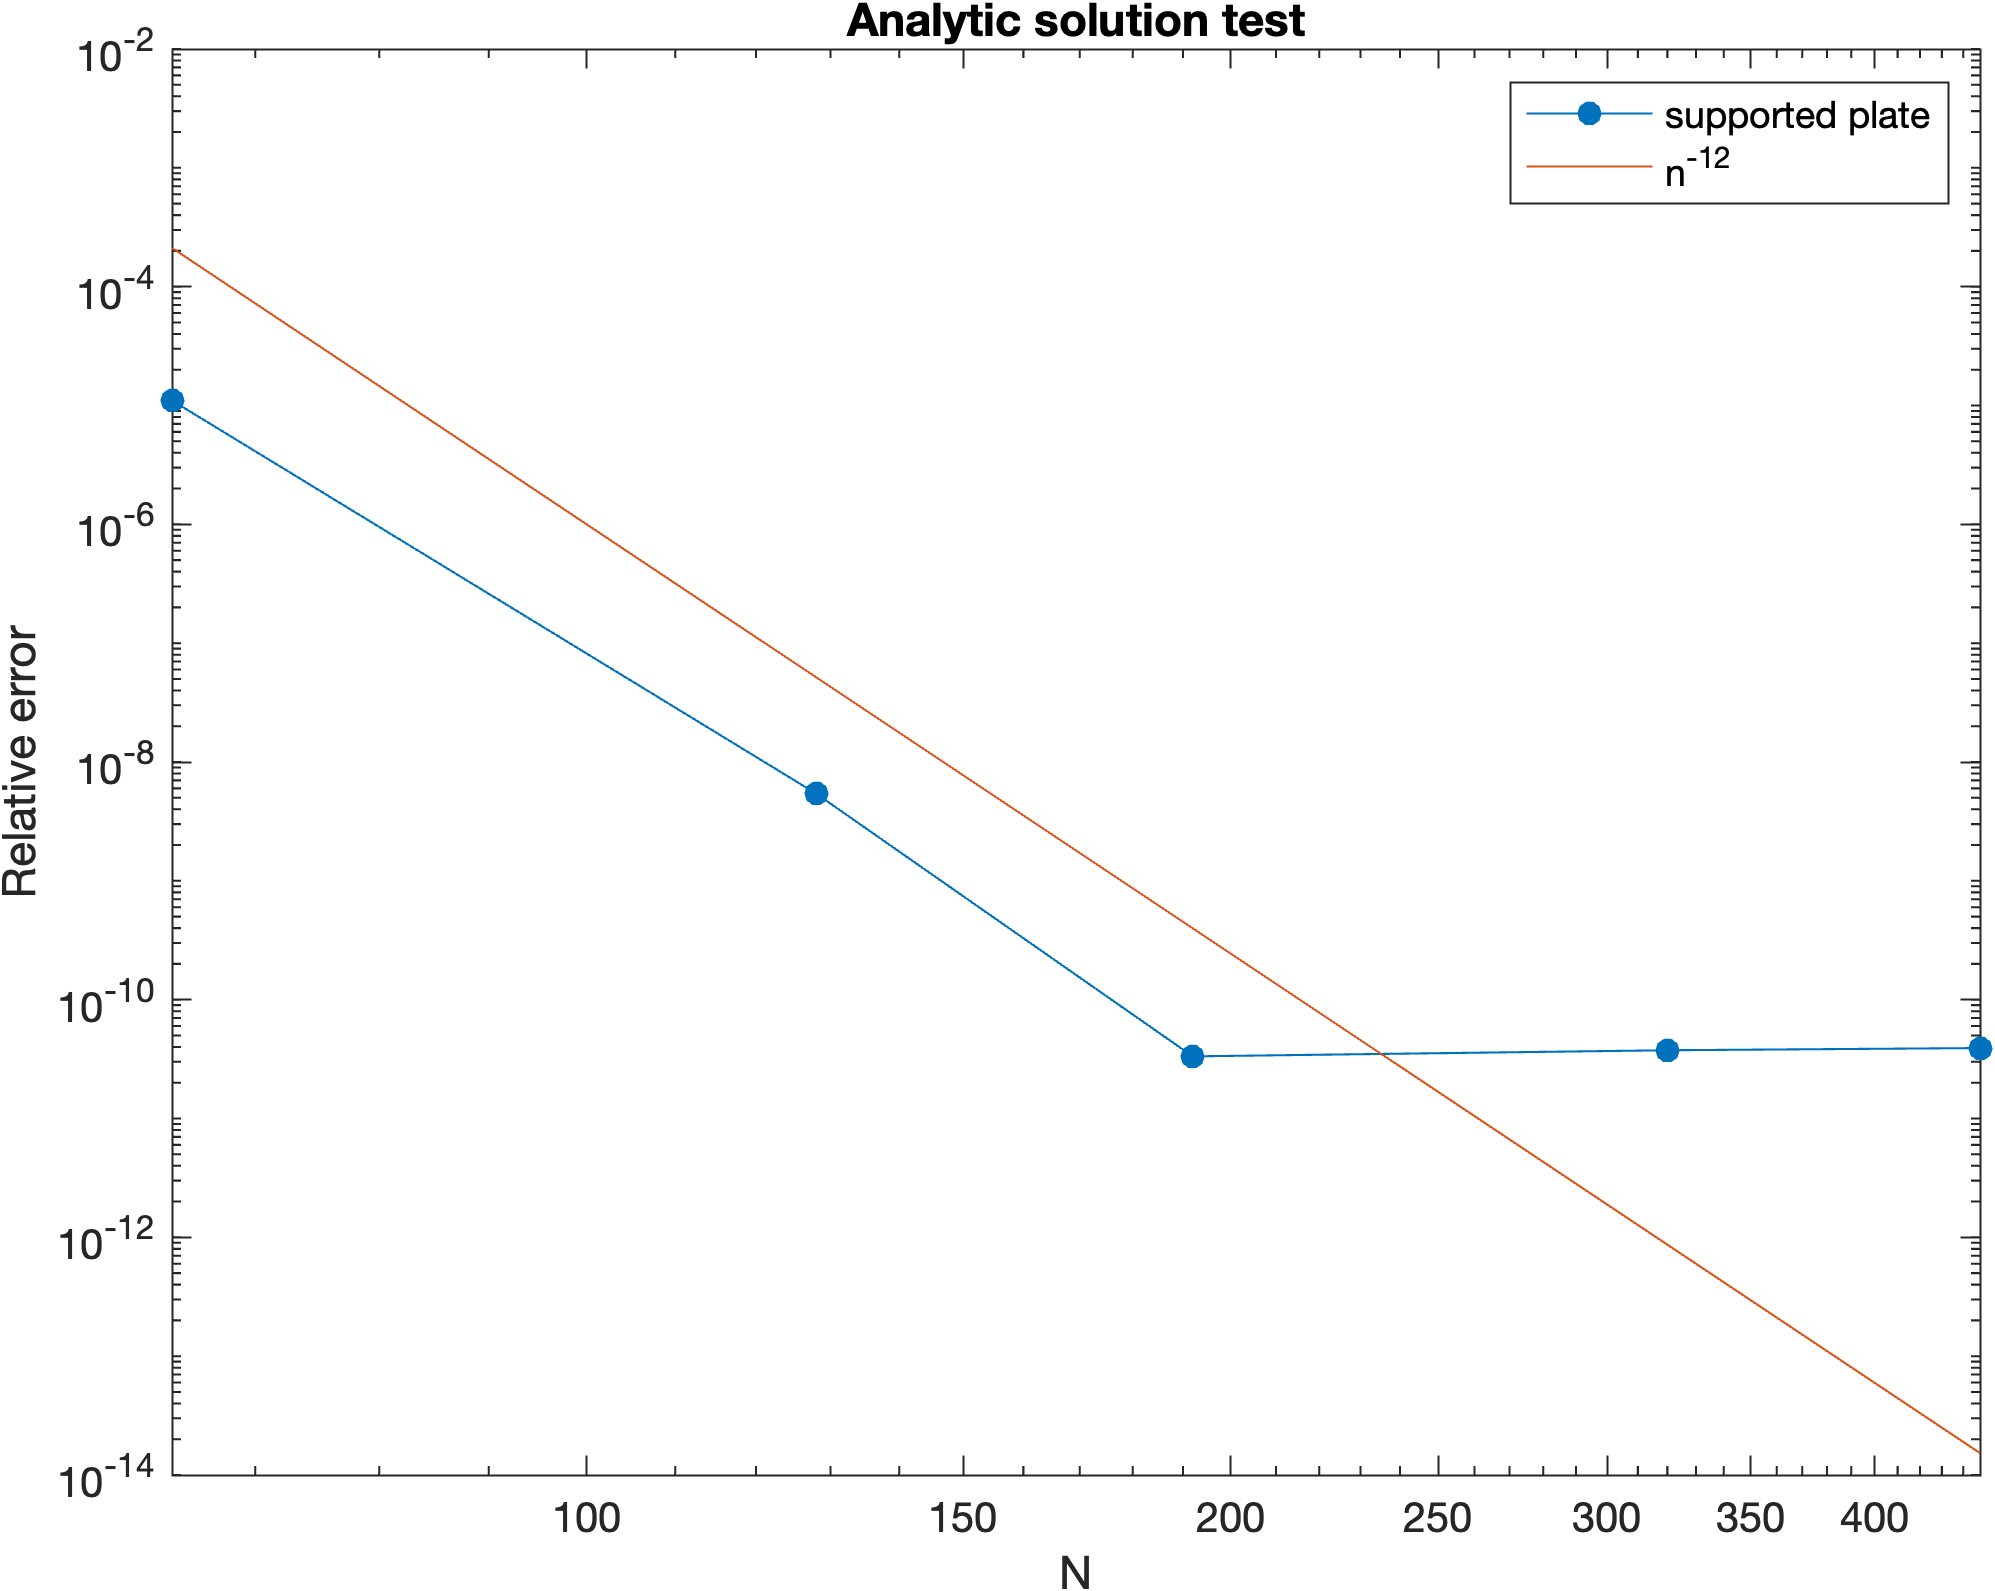 Analytic solution test
supported plate
n^-12
10^-2
10^-4
10^-6
10^-8
10^-10
10^-12
10^-14
Relative error
100 150 200 250 300 350 400
N